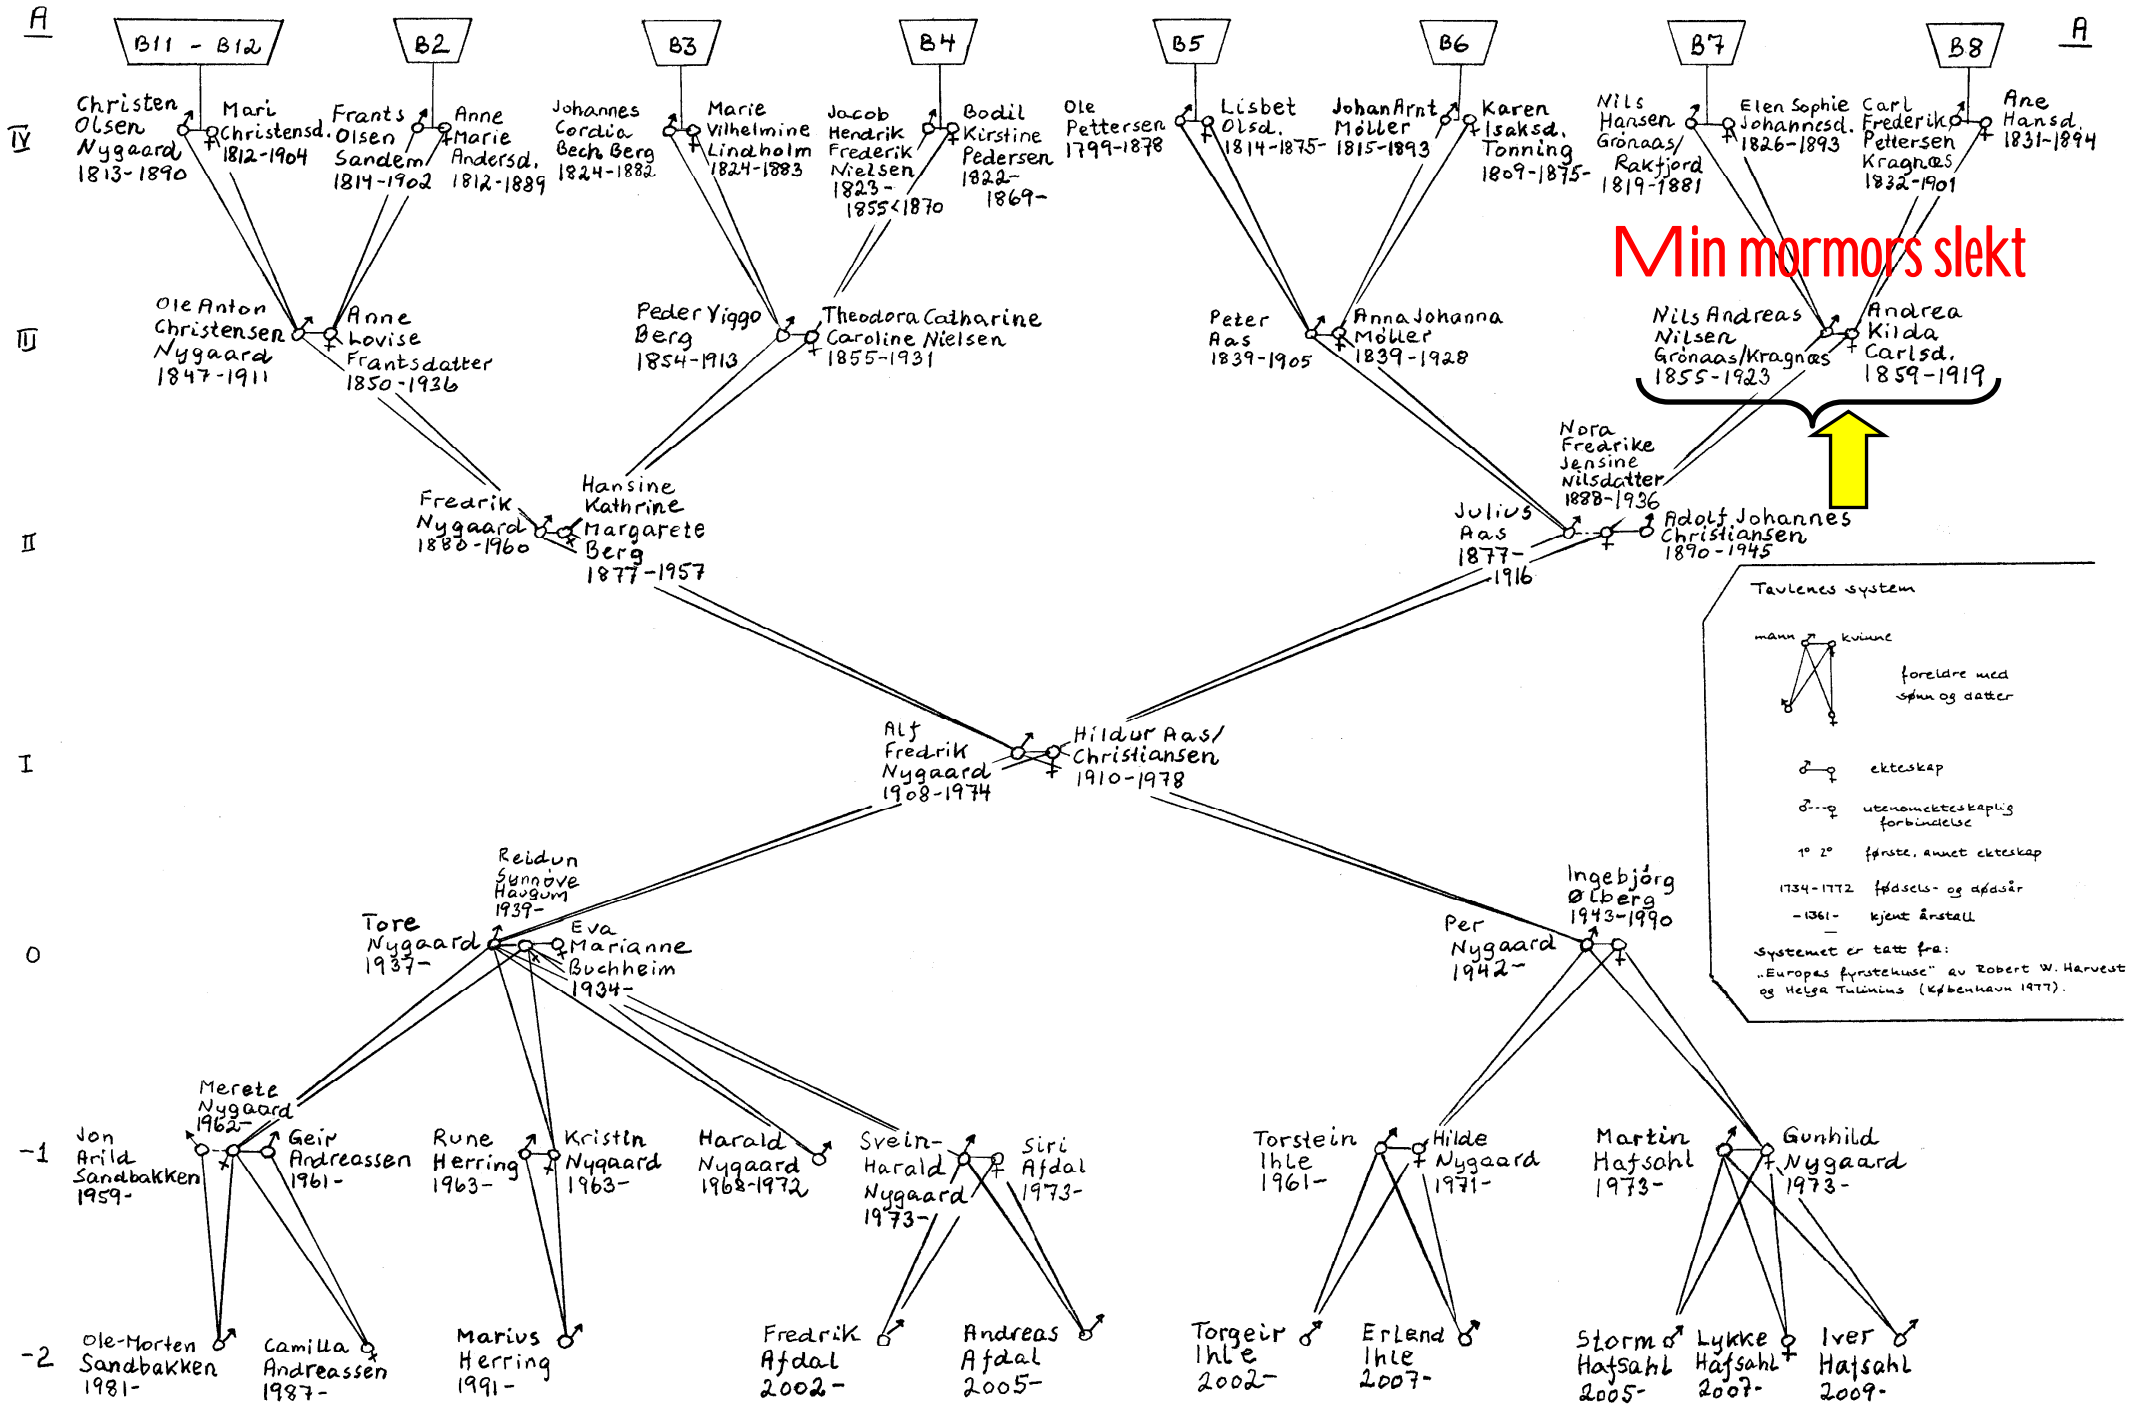 A
A
B11 - B12
B2
B3
B4
B5
B6
B7
B8
IV
Christen
Olsen
Nygaard
1813-1890
Mari
Christensd.
1812-1904
Frants
Olsen
Sandem
1814-1902
Anne
Marie
Andersd.
1812-1889
Johannes
Cordia
Bech Berg
1824-1882
Marie
Vilhelmine
Lindholm
1824-1883
Jacob
Hendrik
Frederik
Nielsen
1823-
1855<1870
Bodil
Kirstine
Pedersen
1822-
1869-
Ole
Pettersen
1799-1878
Lisbet
Olsd.
1814-1875-
Johan Arnt
Möller
1815-1893
Karen
Isaksd.
Tonning
1809-1875-
Nils
Hansen
Grönaas/
Rakfjord
1819-1881
Elen Sophie
Johannesd.
1826-1893
Carl
Frederik
Pettersen
Kragnæs
1832-1901
Ane
Hansd.
1831-1894
Min mormors slekt
III
Ole Anton
Christensen
Nygaard
1847-1911
Anne
Lovise
Frantsdatter
1850-1936
Peder Viggo
Berg
1854-1913
Theodora Catharine
Caroline Nielsen
1855-1931
Peter
Aas
1839-1905
Anna Johanna
Möller
1839-1928
Nils Andreas
Nilsen
Grönaas/Kragnæs
1855-1923
Andrea
Kilda
Carlsd.
1859-1919
II
Fredrik
Nygaard
1880-1960
Hansine
Kathrine
Margarete
Berg
1877-1957
Julius
Aas
1877-
-1916
Nora
Fredrike
Jensine
Nilsdatter
1888-1936
Adolf Johannes
Christiansen
1890-1945
Tavlenes system
mann
kvinne
foreldre med
sønn og datter
ekteskap
utenomekteskaplig
forbindelse
1° 2° første, annet ekteskap
1734-1772 fødsels- og dødsår
-1361- kjent årstall
Systemet er tatt fra:
"Europas fyrstehuse" av Robert W. Harvest
og Helga Tulinius (København 1977).
I
Alf
Fredrik
Nygaard
1908-1974
Hildur Aas/
Christiansen
1910-1978
0
Tore
Nygaard
1937-
Reidun
Synnöve
Haugum
1939-
Eva
Marianne
Buchheim
1934-
Per
Nygaard
1942-
Ingebjörg
Ølberg
1943-1990
-1
Jon
Arild
Sandbakken
1959-
Merete
Nygaard
1962-
Geir
Andreassen
1961-
Rune
Herring
1963-
Kristin
Nygaard
1963-
Harald
Nygaard
1968-1972
Svein-
Harald
Nygaard
1973-
Siri
Afdal
1973-
Torstein
Ihle
1961-
Hilde
Nygaard
1971-
Martin
Hafsahl
1973-
Gunhild
Nygaard
1973-
-2
Ole-Morten
Sandbakken
1981-
Camilla
Andreassen
1987-
Marius
Herring
1991-
Fredrik
Afdal
2002-
Andreas
Afdal
2005-
Torgeir
Ihle
2002-
Erlend
Ihle
2007-
Storm
Hafsahl
2005-
Lykke
Hafsahl
2007-
Iver
Hafsahl
2009-